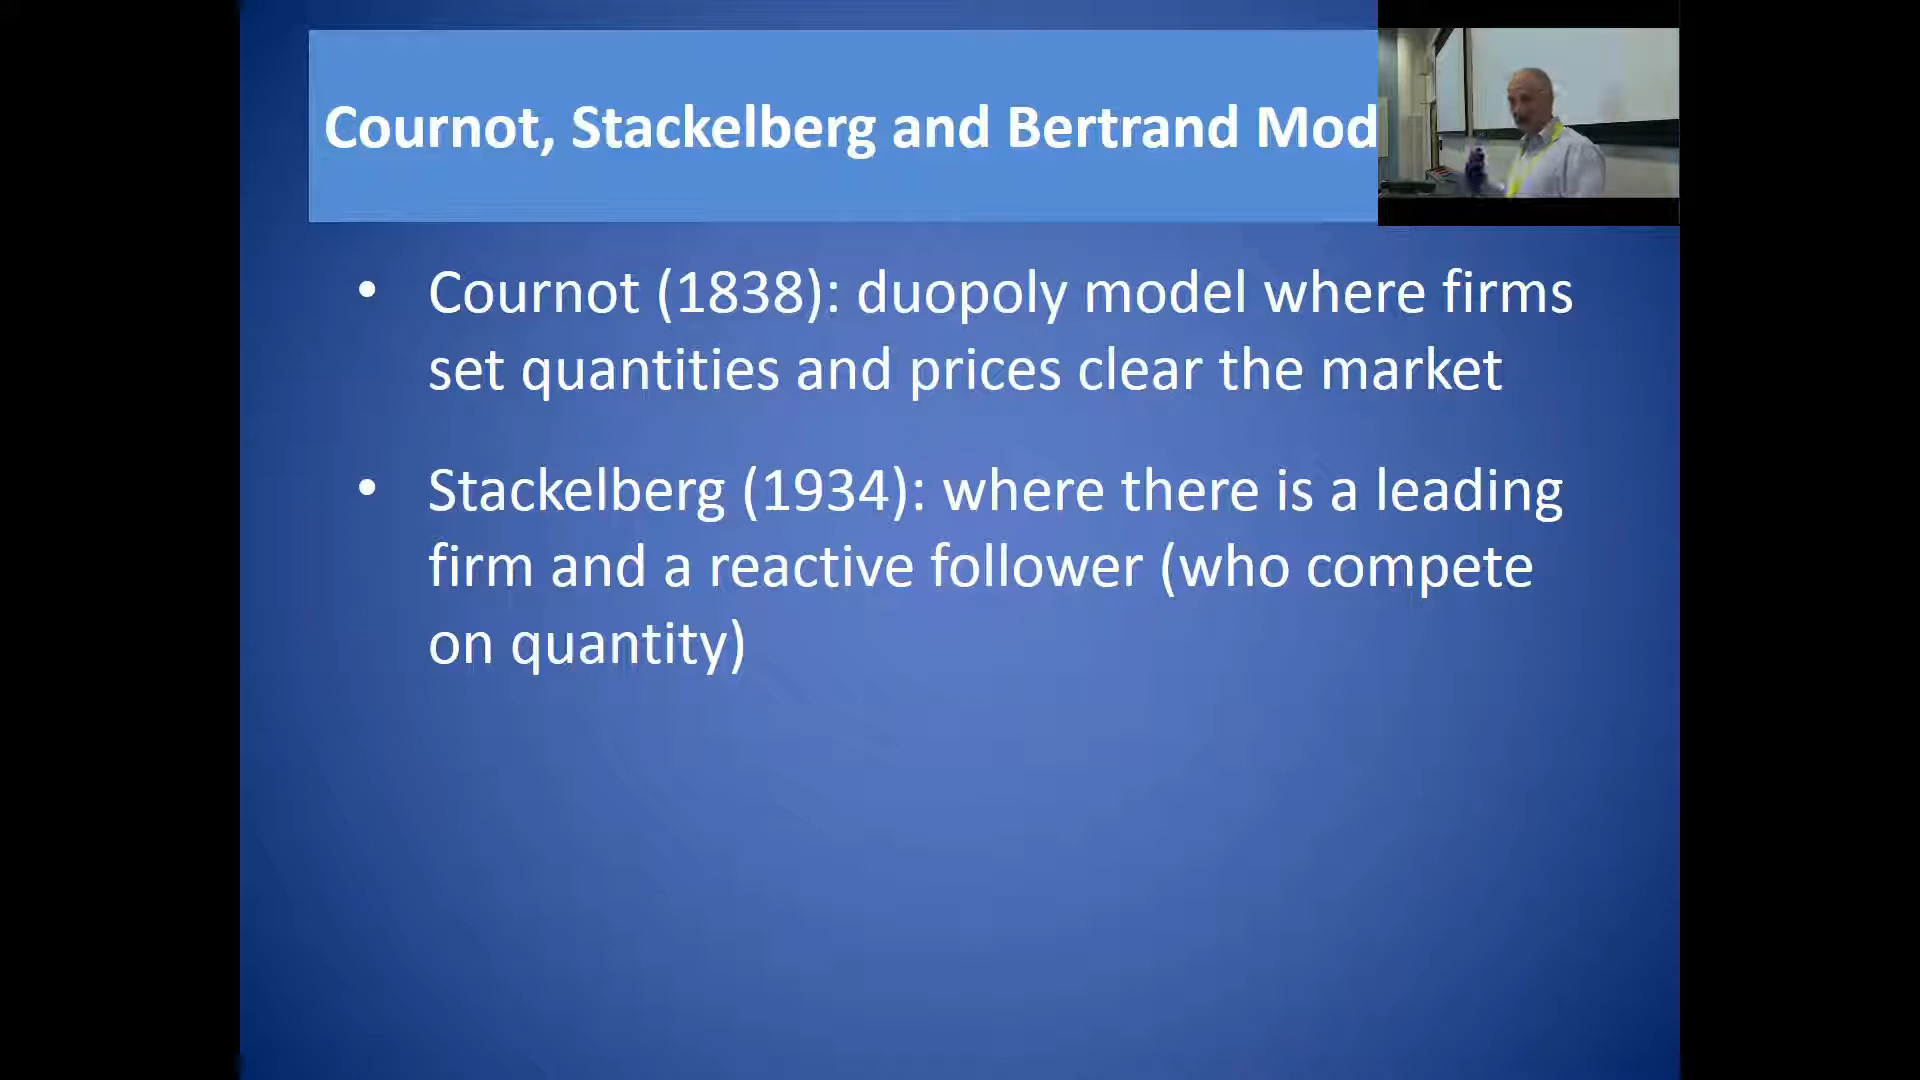 Cournot, Stackelberg and Bertrand Mod
• Cournot (1838): duopoly model where firms
set quantities and prices clear the market
• Stackelberg (1934): where there is a leading
firm and a reactive follower (who compete
on quantity)